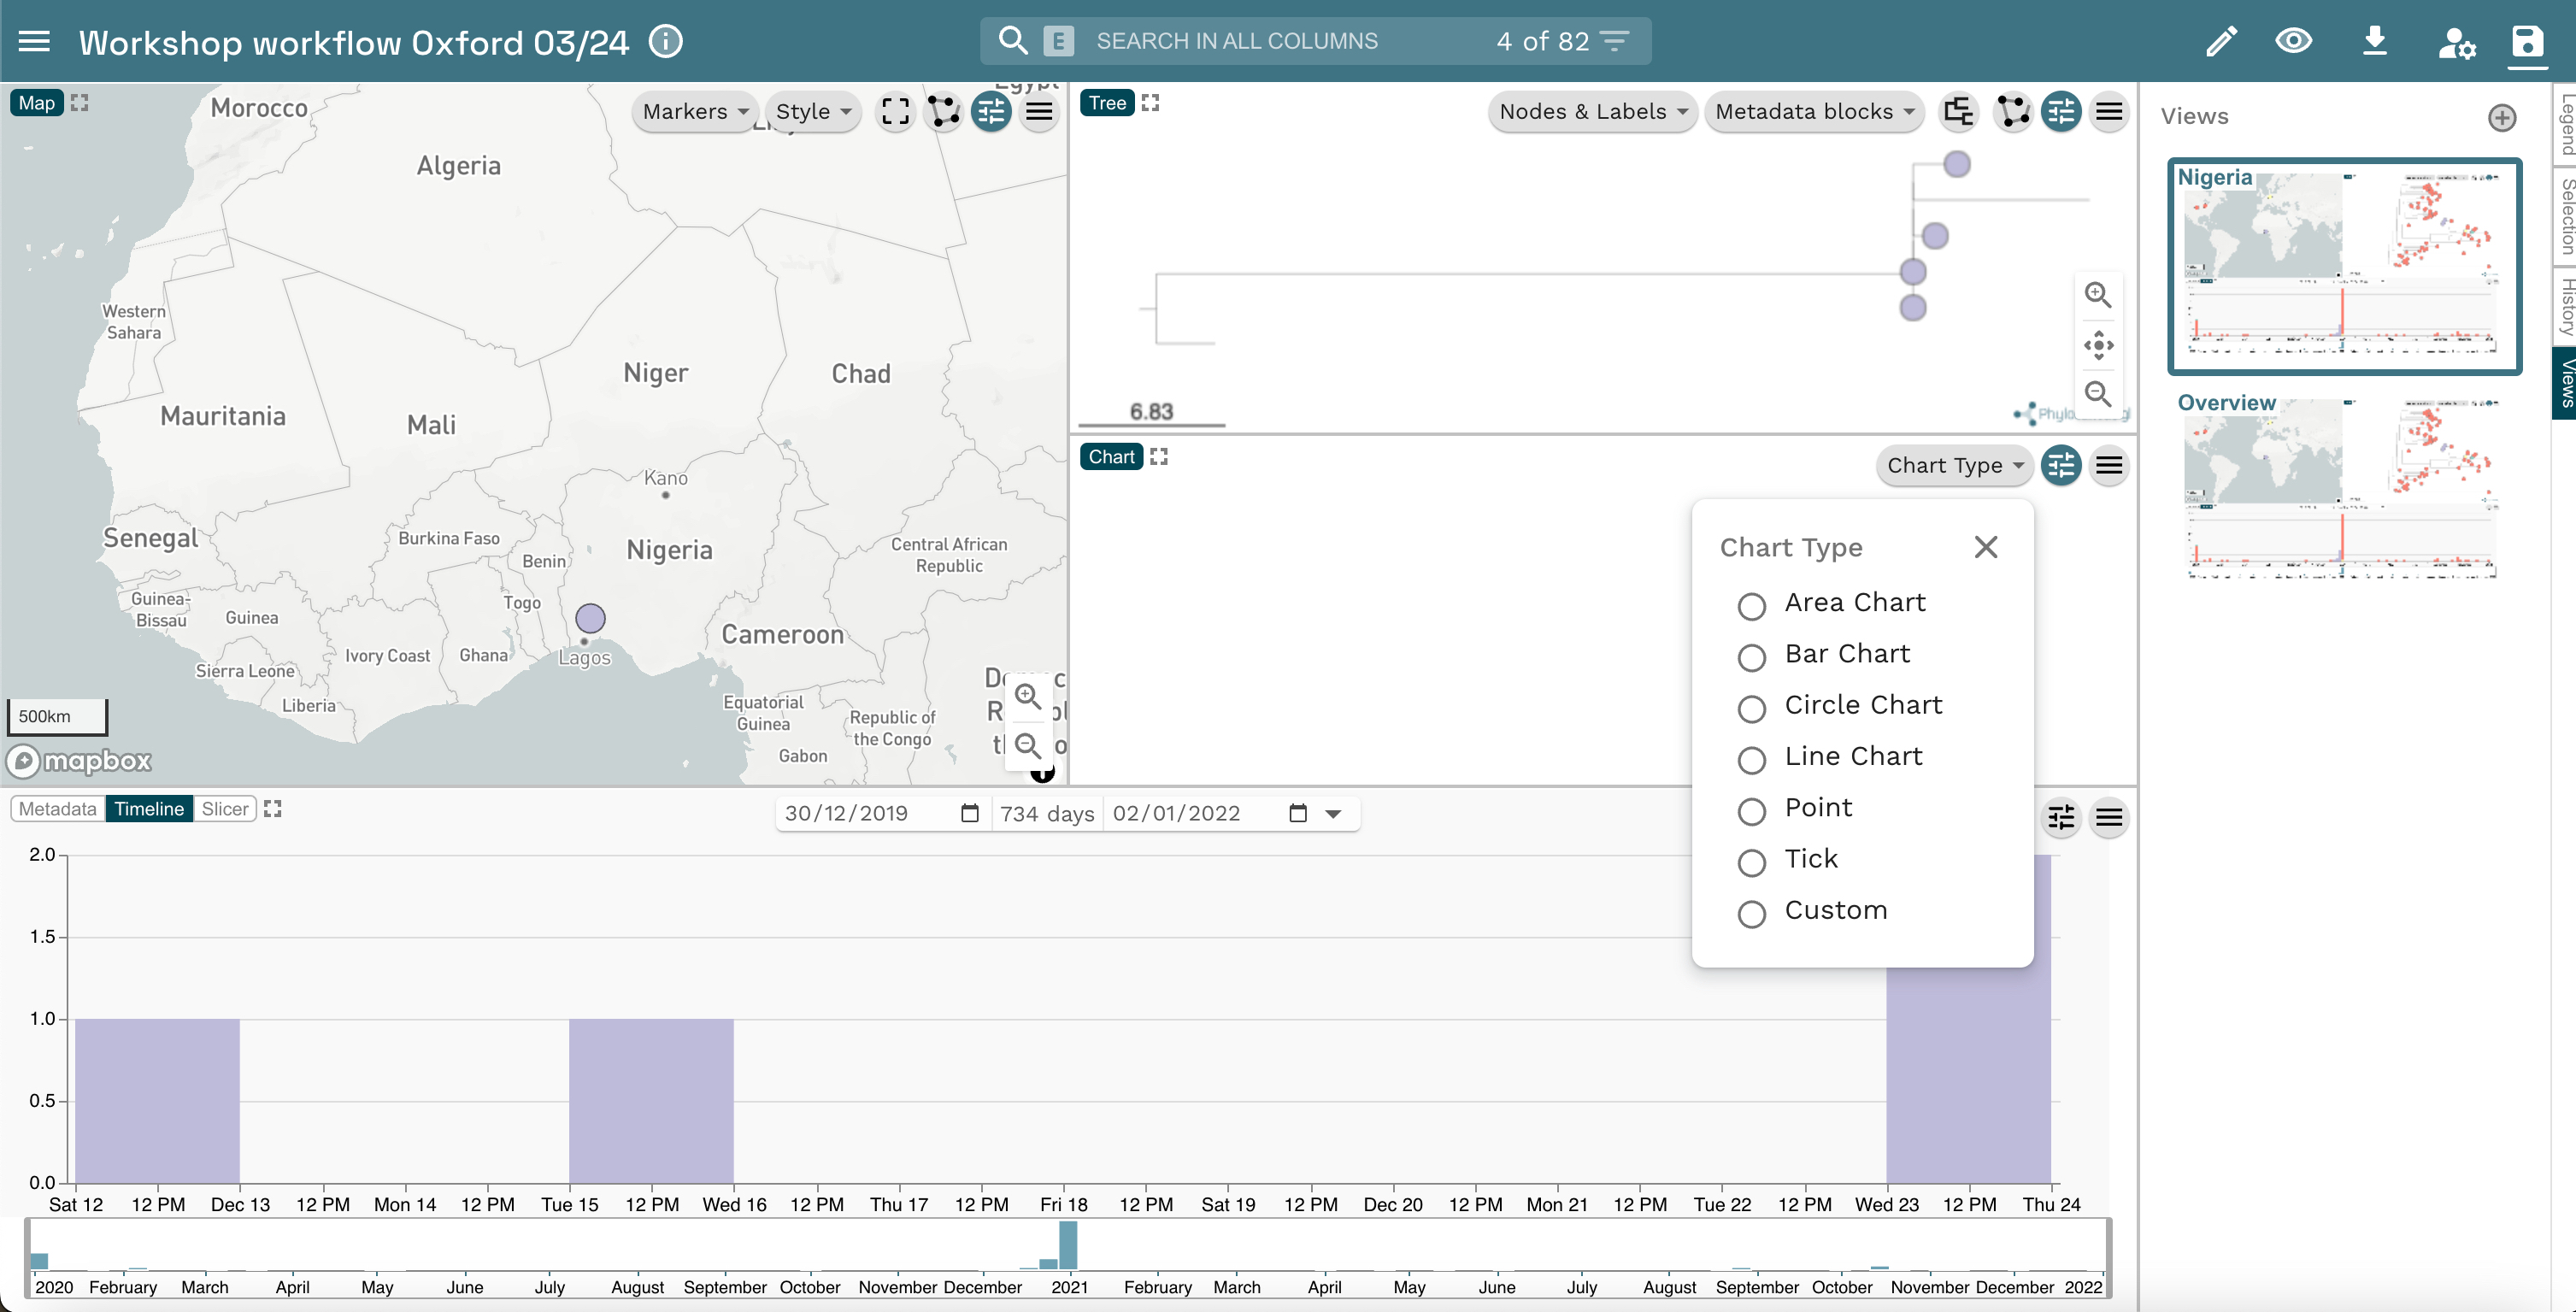 Workshop workflow Oxford 03/24
E SEARCH IN ALL COLUMNS 4 of 82
Map
Markers
Style
Morocco
Egypt
Algeria
Western
Sahara
Mauritania
Mali
Niger
Chad
Kano
Senegal
Burkina Faso
Benin
Nigeria
Central African
Republic
Guinea-
Bissau
Guinea
Togo
Sierra Leone
Ivory Coast
Ghana
Lagos
Cameroon
Liberia
Equatorial
Guinea
Republic of
the Congo
Gabon
500km
mapbox
Tree
Nodes & Labels
Metadata blocks
6.83
Chart
Chart Type
Chart Type
Area Chart
Bar Chart
Circle Chart
Line Chart
Point
Tick
Custom
Views
Nigeria
Overview
Legend
Selection
History
Views
Metadata Timeline Slicer
30/12/2019 734 days 02/01/2022
2.0
1.5
1.0
0.5
0.0
Sat 12 12 PM Dec 13 12 PM Mon 14 12 PM Tue 15 12 PM Wed 16 12 PM Thu 17 12 PM Fri 18 12 PM Sat 19 12 PM Dec 20 12 PM Mon 21 12 PM Tue 22 12 PM Wed 23 12 PM Thu 24
2020 February March April May June July August September October November December 2021 February March April May June July August September October November December 2022